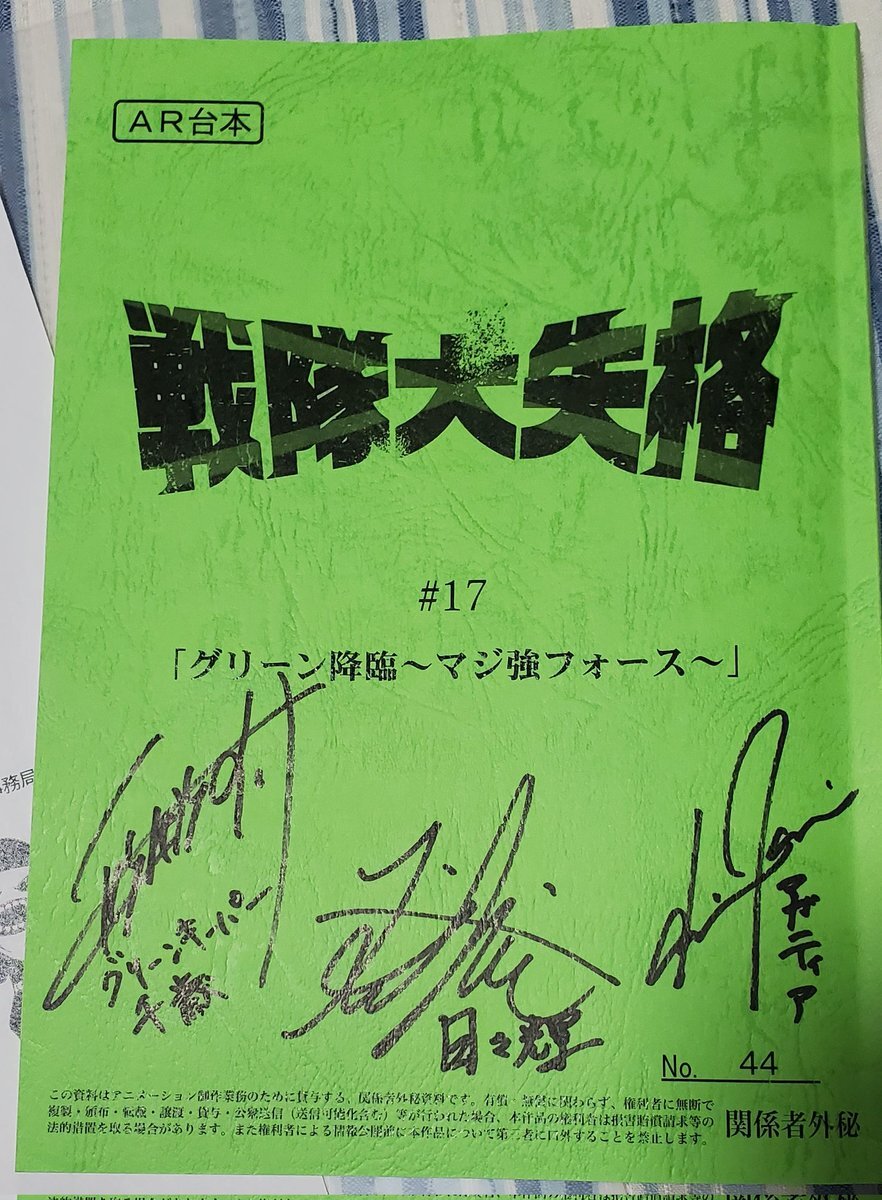 AR台本
戦隊大失格
#17
「グリーン降臨～マジ強フォース～」
グリーンキーパー
日々輝
マゼンティア
No. 44
この資料はアニメーション制作業務のために貸与する、関係者外秘資料です。有償・無償に関わらず、権利者に無断で
複製・頒布・転載・譲渡・貸与・公衆送信（送信可能化含む）等が行われた場合、本作品の権利者は損害賠償請求等の
法的措置を取る場合があります。また権利者による情報公開前に本作品について第三者に口外することを禁止します。
関係者外秘
務局